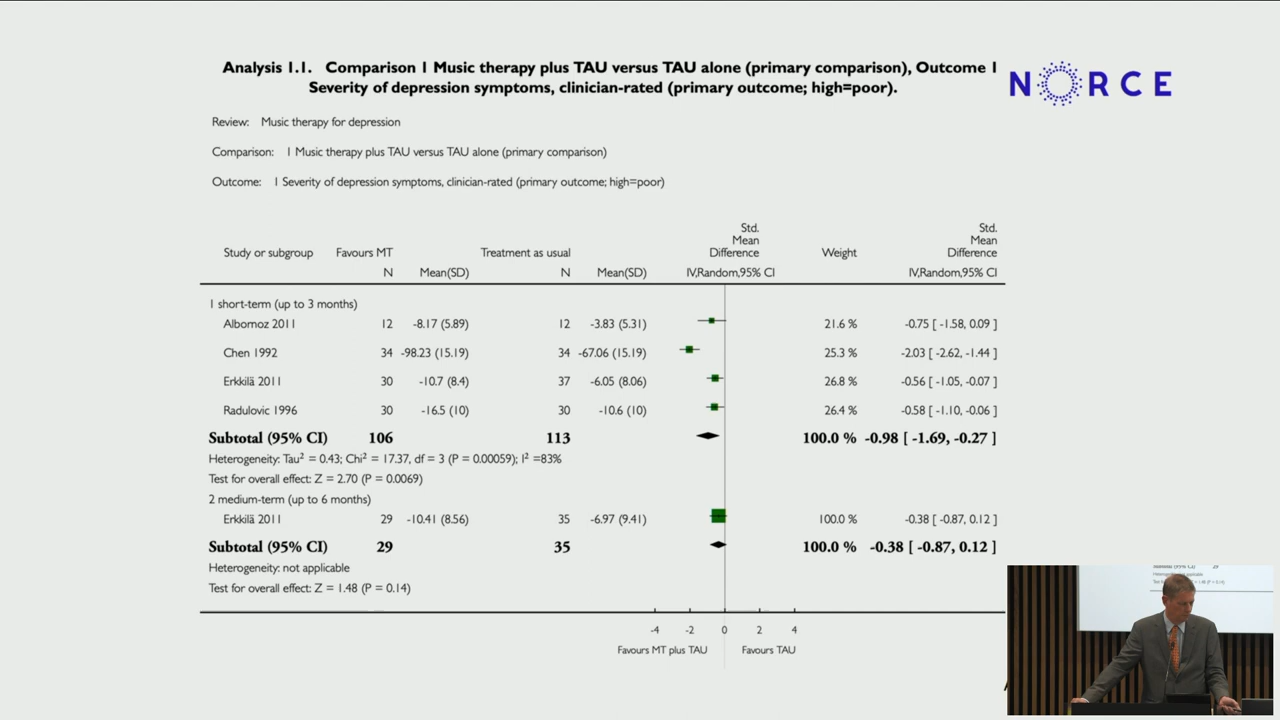 Analysis 1.1. Comparison 1 Music therapy plus TAU versus TAU alone (primary comparison), Outcome 1
Severity of depression symptoms, clinician-rated (primary outcome; high=poor).
NORCE
Review: Music therapy for depression
Comparison: 1 Music therapy plus TAU versus TAU alone (primary comparison)
Outcome: 1 Severity of depression symptoms, clinician-rated (primary outcome; high=poor)
Std. Std.
Mean Mean
Study or subgroup Favours MT Treatment as usual Difference Weight Difference
N Mean(SD) N Mean(SD) IV,Random,95% CI IV,Random,95% CI
1 short-term (up to 3 months)
Albornoz 2011 12 -8.17 (5.89) 12 -3.83 (5.31) 21.6 % -0.75 [ -1.58, 0.09 ]
Chen 1992 34 -98.23 (15.19) 34 -67.06 (15.19) 25.3 % -2.03 [ -2.62, -1.44 ]
Erkkilä 2011 30 -10.7 (8.4) 37 -6.05 (8.06) 26.8 % -0.56 [ -1.05, -0.07 ]
Radulovic 1996 30 -16.5 (10) 30 -10.6 (10) 26.4 % -0.58 [ -1.10, -0.06 ]
Subtotal (95% CI) 106 113 100.0 % -0.98 [ -1.69, -0.27 ]
Heterogeneity: Tau² = 0.43; Chi² = 17.37, df = 3 (P = 0.00059); I² =83%
Test for overall effect: Z = 2.70 (P = 0.0069)
2 medium-term (up to 6 months)
Erkkilä 2011 29 -10.41 (8.56) 35 -6.97 (9.41) 100.0 % -0.38 [ -0.87, 0.12 ]
Subtotal (95% CI) 29 35 100.0 % -0.38 [ -0.87, 0.12 ]
Heterogeneity: not applicable
Test for overall effect: Z = 1.48 (P = 0.14)
-4 -2 0 2 4
Favours MT plus TAU Favours TAU